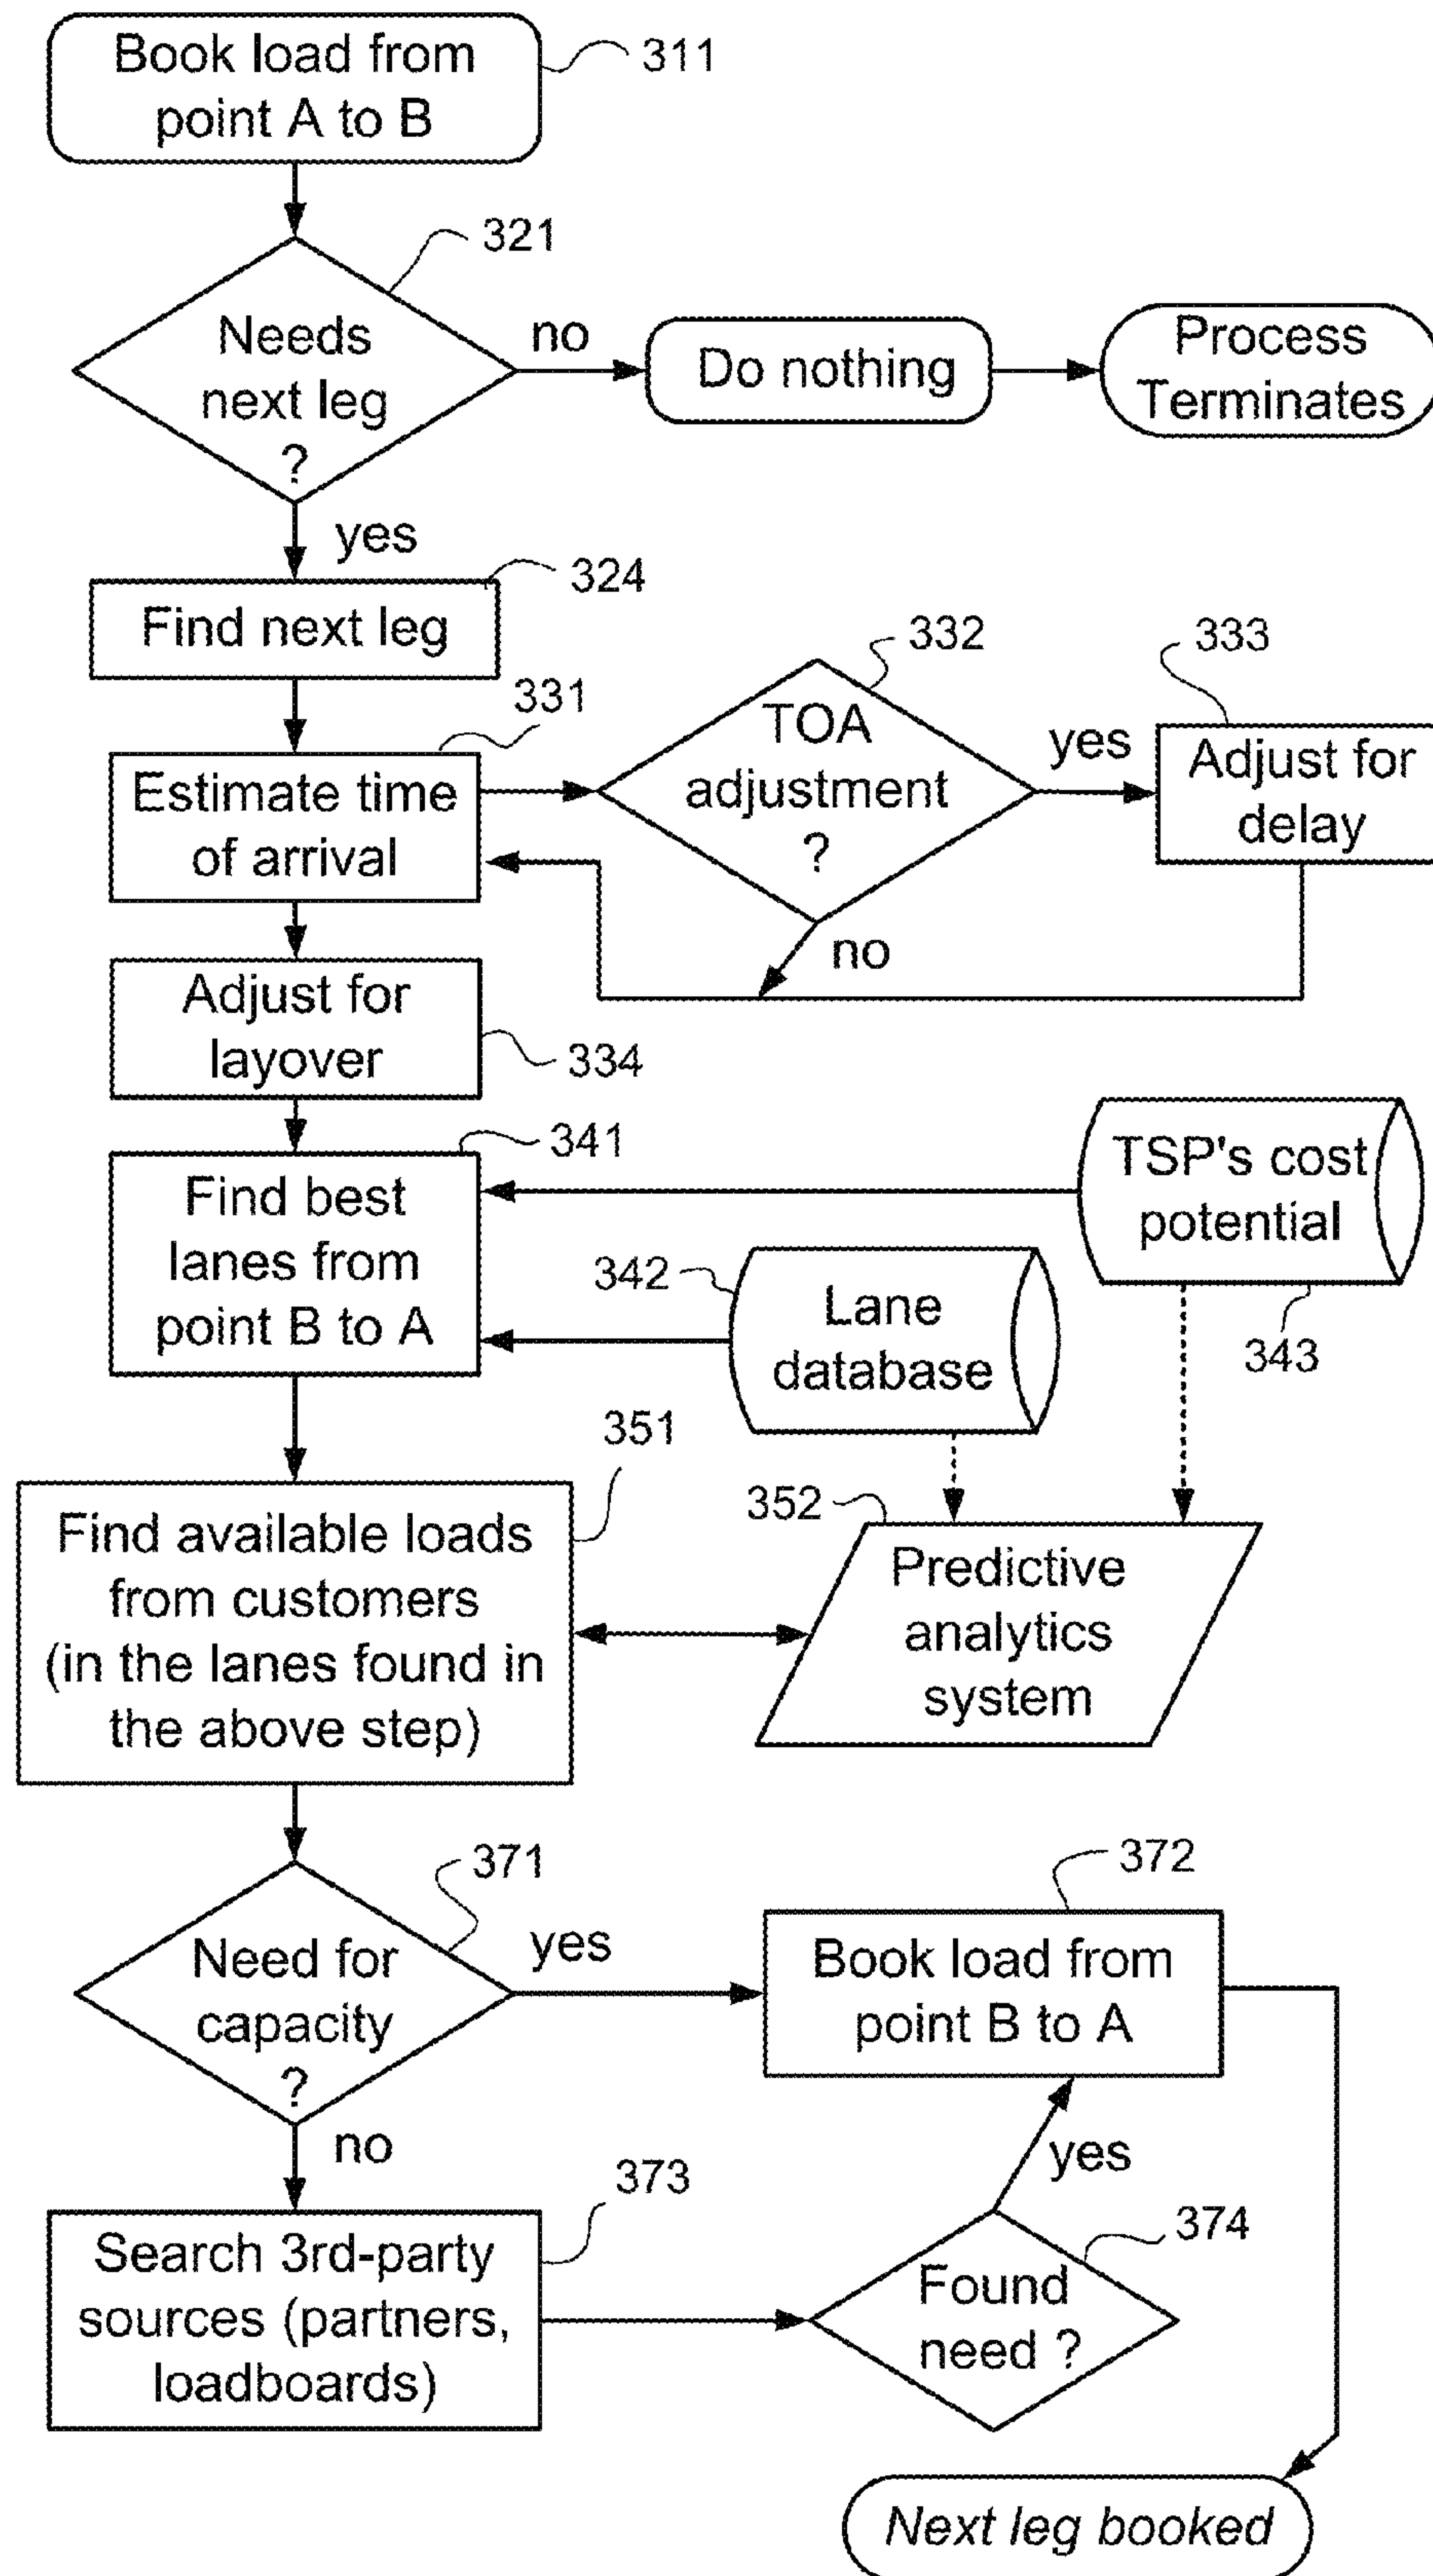 Book load from
point A to B
311
321
Needs
next leg
?
no
Do nothing
Process
Terminates
yes
324
Find next leg
331
Estimate time
of arrival
332
TOA
adjustment
?
yes
333
Adjust for
delay
no
Adjust for
layover
334
341
Find best
lanes from
point B to A
TSP's cost
potential
343
342
Lane
database
351
Find available loads
from customers
(in the lanes found in
the above step)
352
Predictive
analytics
system
371
Need for
capacity
?
yes
372
Book load from
point B to A
no
373
Search 3rd-party
sources (partners,
loadboards)
yes
374
Found
need ?
Next leg booked